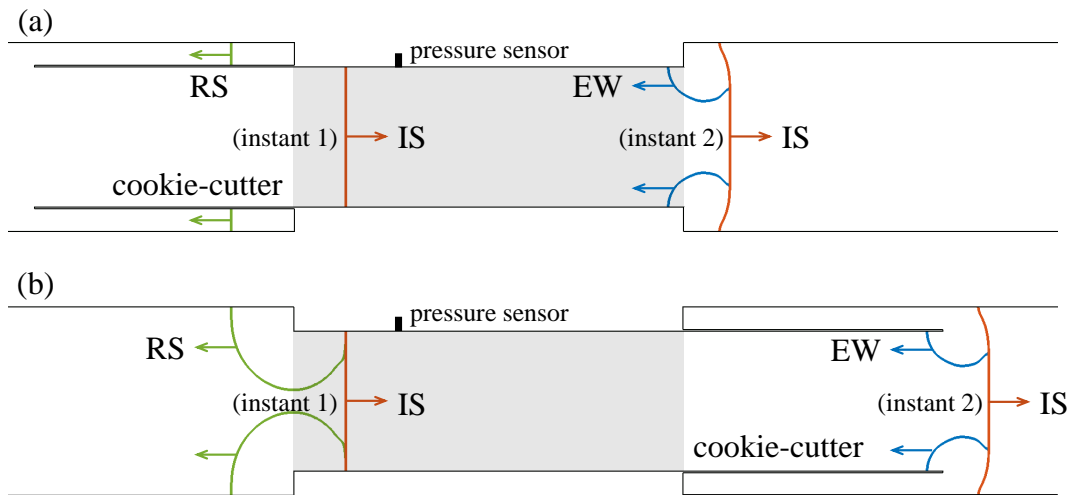 (a)
pressure sensor
RS
EW
(instant 1)
IS
(instant 2)
IS
cookie-cutter
(b)
pressure sensor
RS
EW
(instant 1)
IS
(instant 2)
IS
cookie-cutter